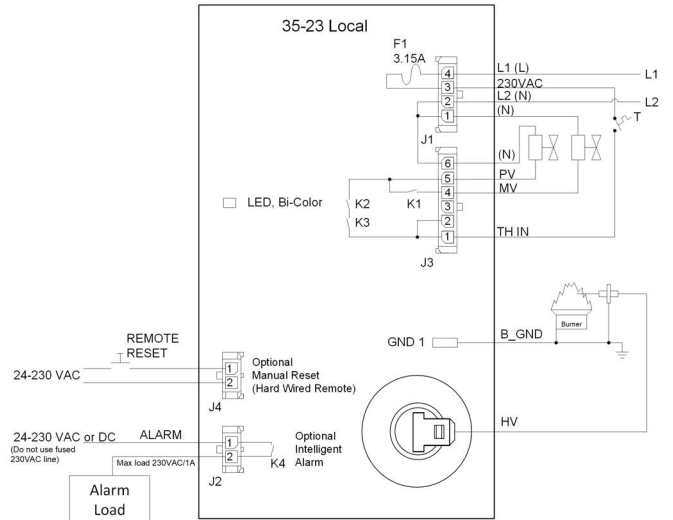 35-23 Local
F1
3.15A
4
3
2
1
J1
L1 (L)
L1
230VAC
L2 (N)
L2
(N)
T
6
5
4
3
2
1
J3
(N)
PV
MV
TH IN
LED, Bi-Color
K2
K1
K3
Burner
GND 1
B_GND
HV
REMOTE
RESET
24-230 VAC
1
2
J4
Optional
Manual Reset
(Hard Wired Remote)
24-230 VAC or DC
ALARM
(Do not use fused
230VAC line)
Max load 230VAC/1A
1
2
J2
K4
Optional
Intelligent
Alarm
Alarm
Load